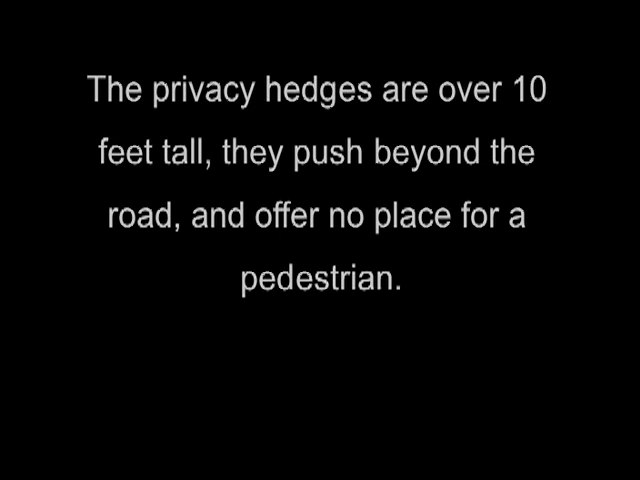 The privacy hedges are over 10
feet tall, they push beyond the
road, and offer no place for a
pedestrian.